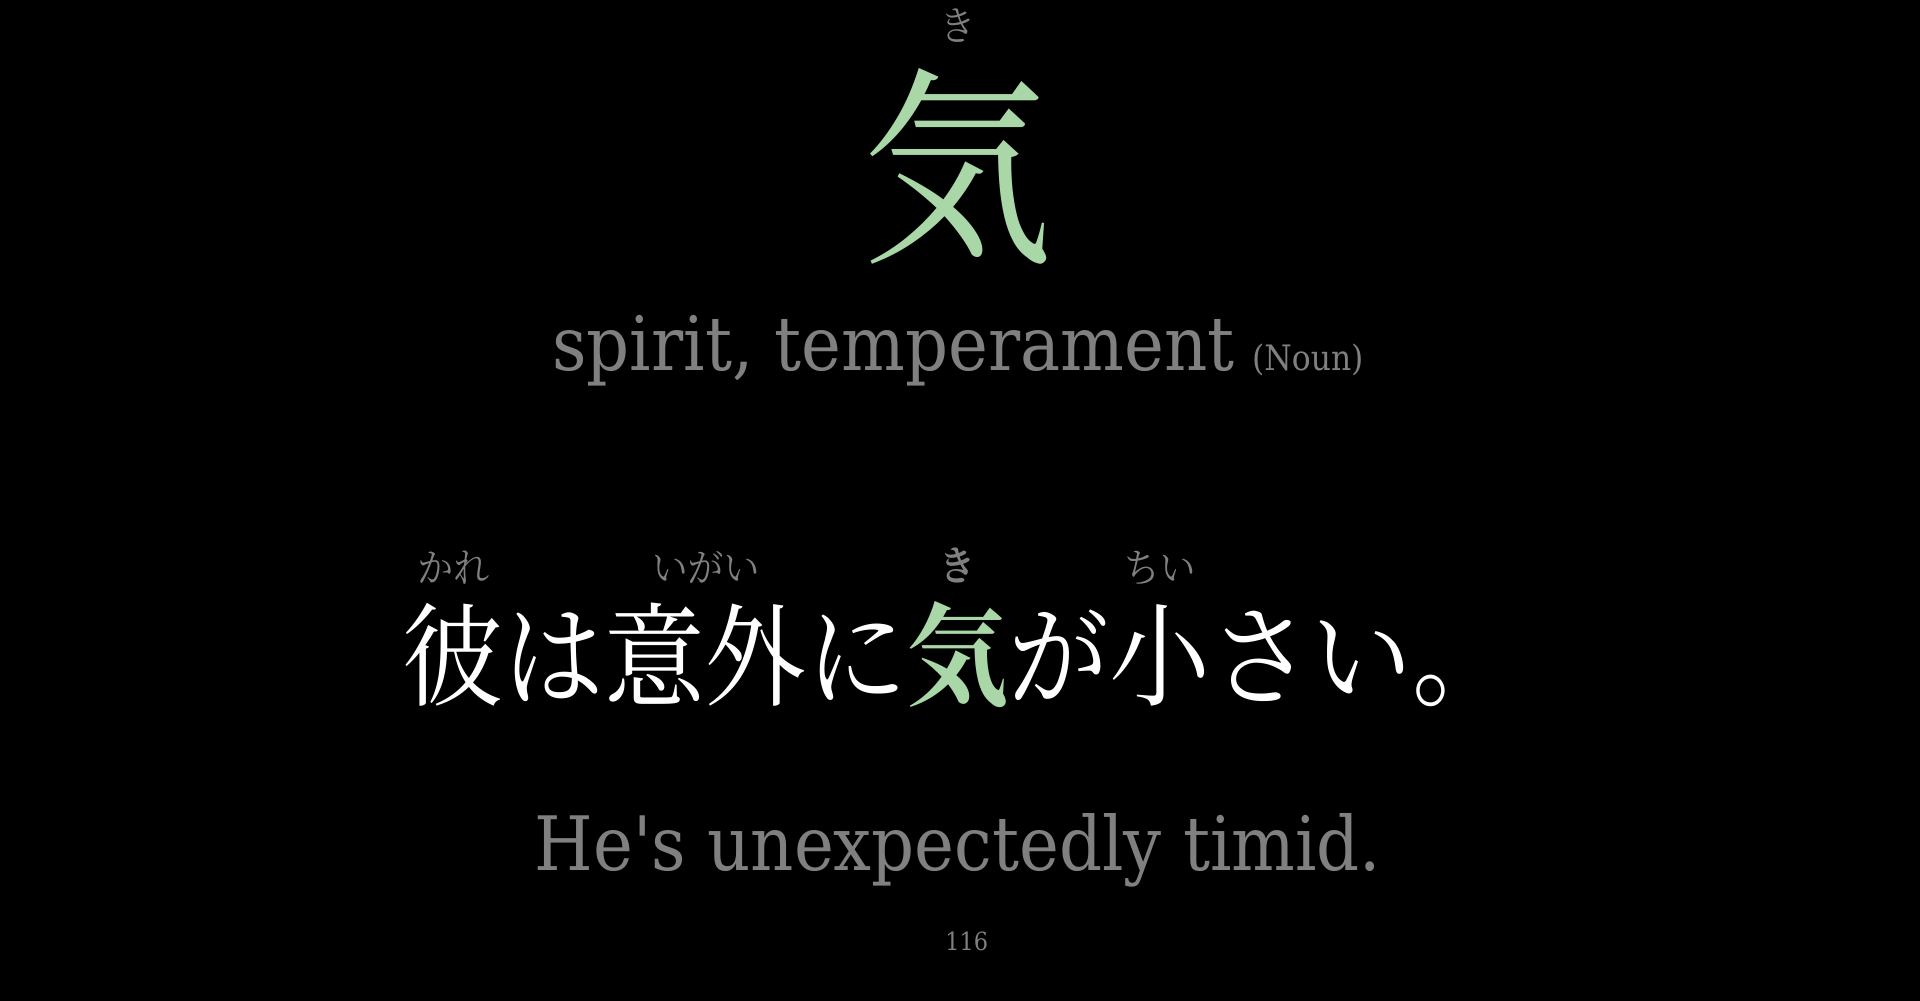 き
気
spirit, temperament (Noun)
かれ いがい き ちい
彼は意外に気が小さい。
He's unexpectedly timid.
116